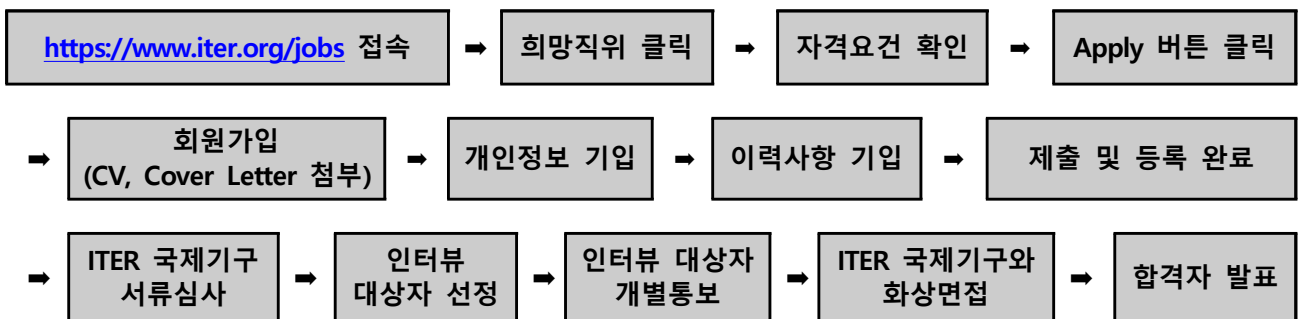 https://www.iter.org/jobs 접속 ➡ 희망직위 클릭 ➡ 자격요건 확인 ➡ Apply 버튼 클릭
➡ 회원가입
(CV, Cover Letter 첨부) ➡ 개인정보 기입 ➡ 이력사항 기입 ➡ 제출 및 등록 완료
➡ ITER 국제기구
서류심사 ➡ 인터뷰
대상자 선정 ➡ 인터뷰 대상자
개별통보 ➡ ITER 국제기구와
화상면접 ➡ 합격자 발표